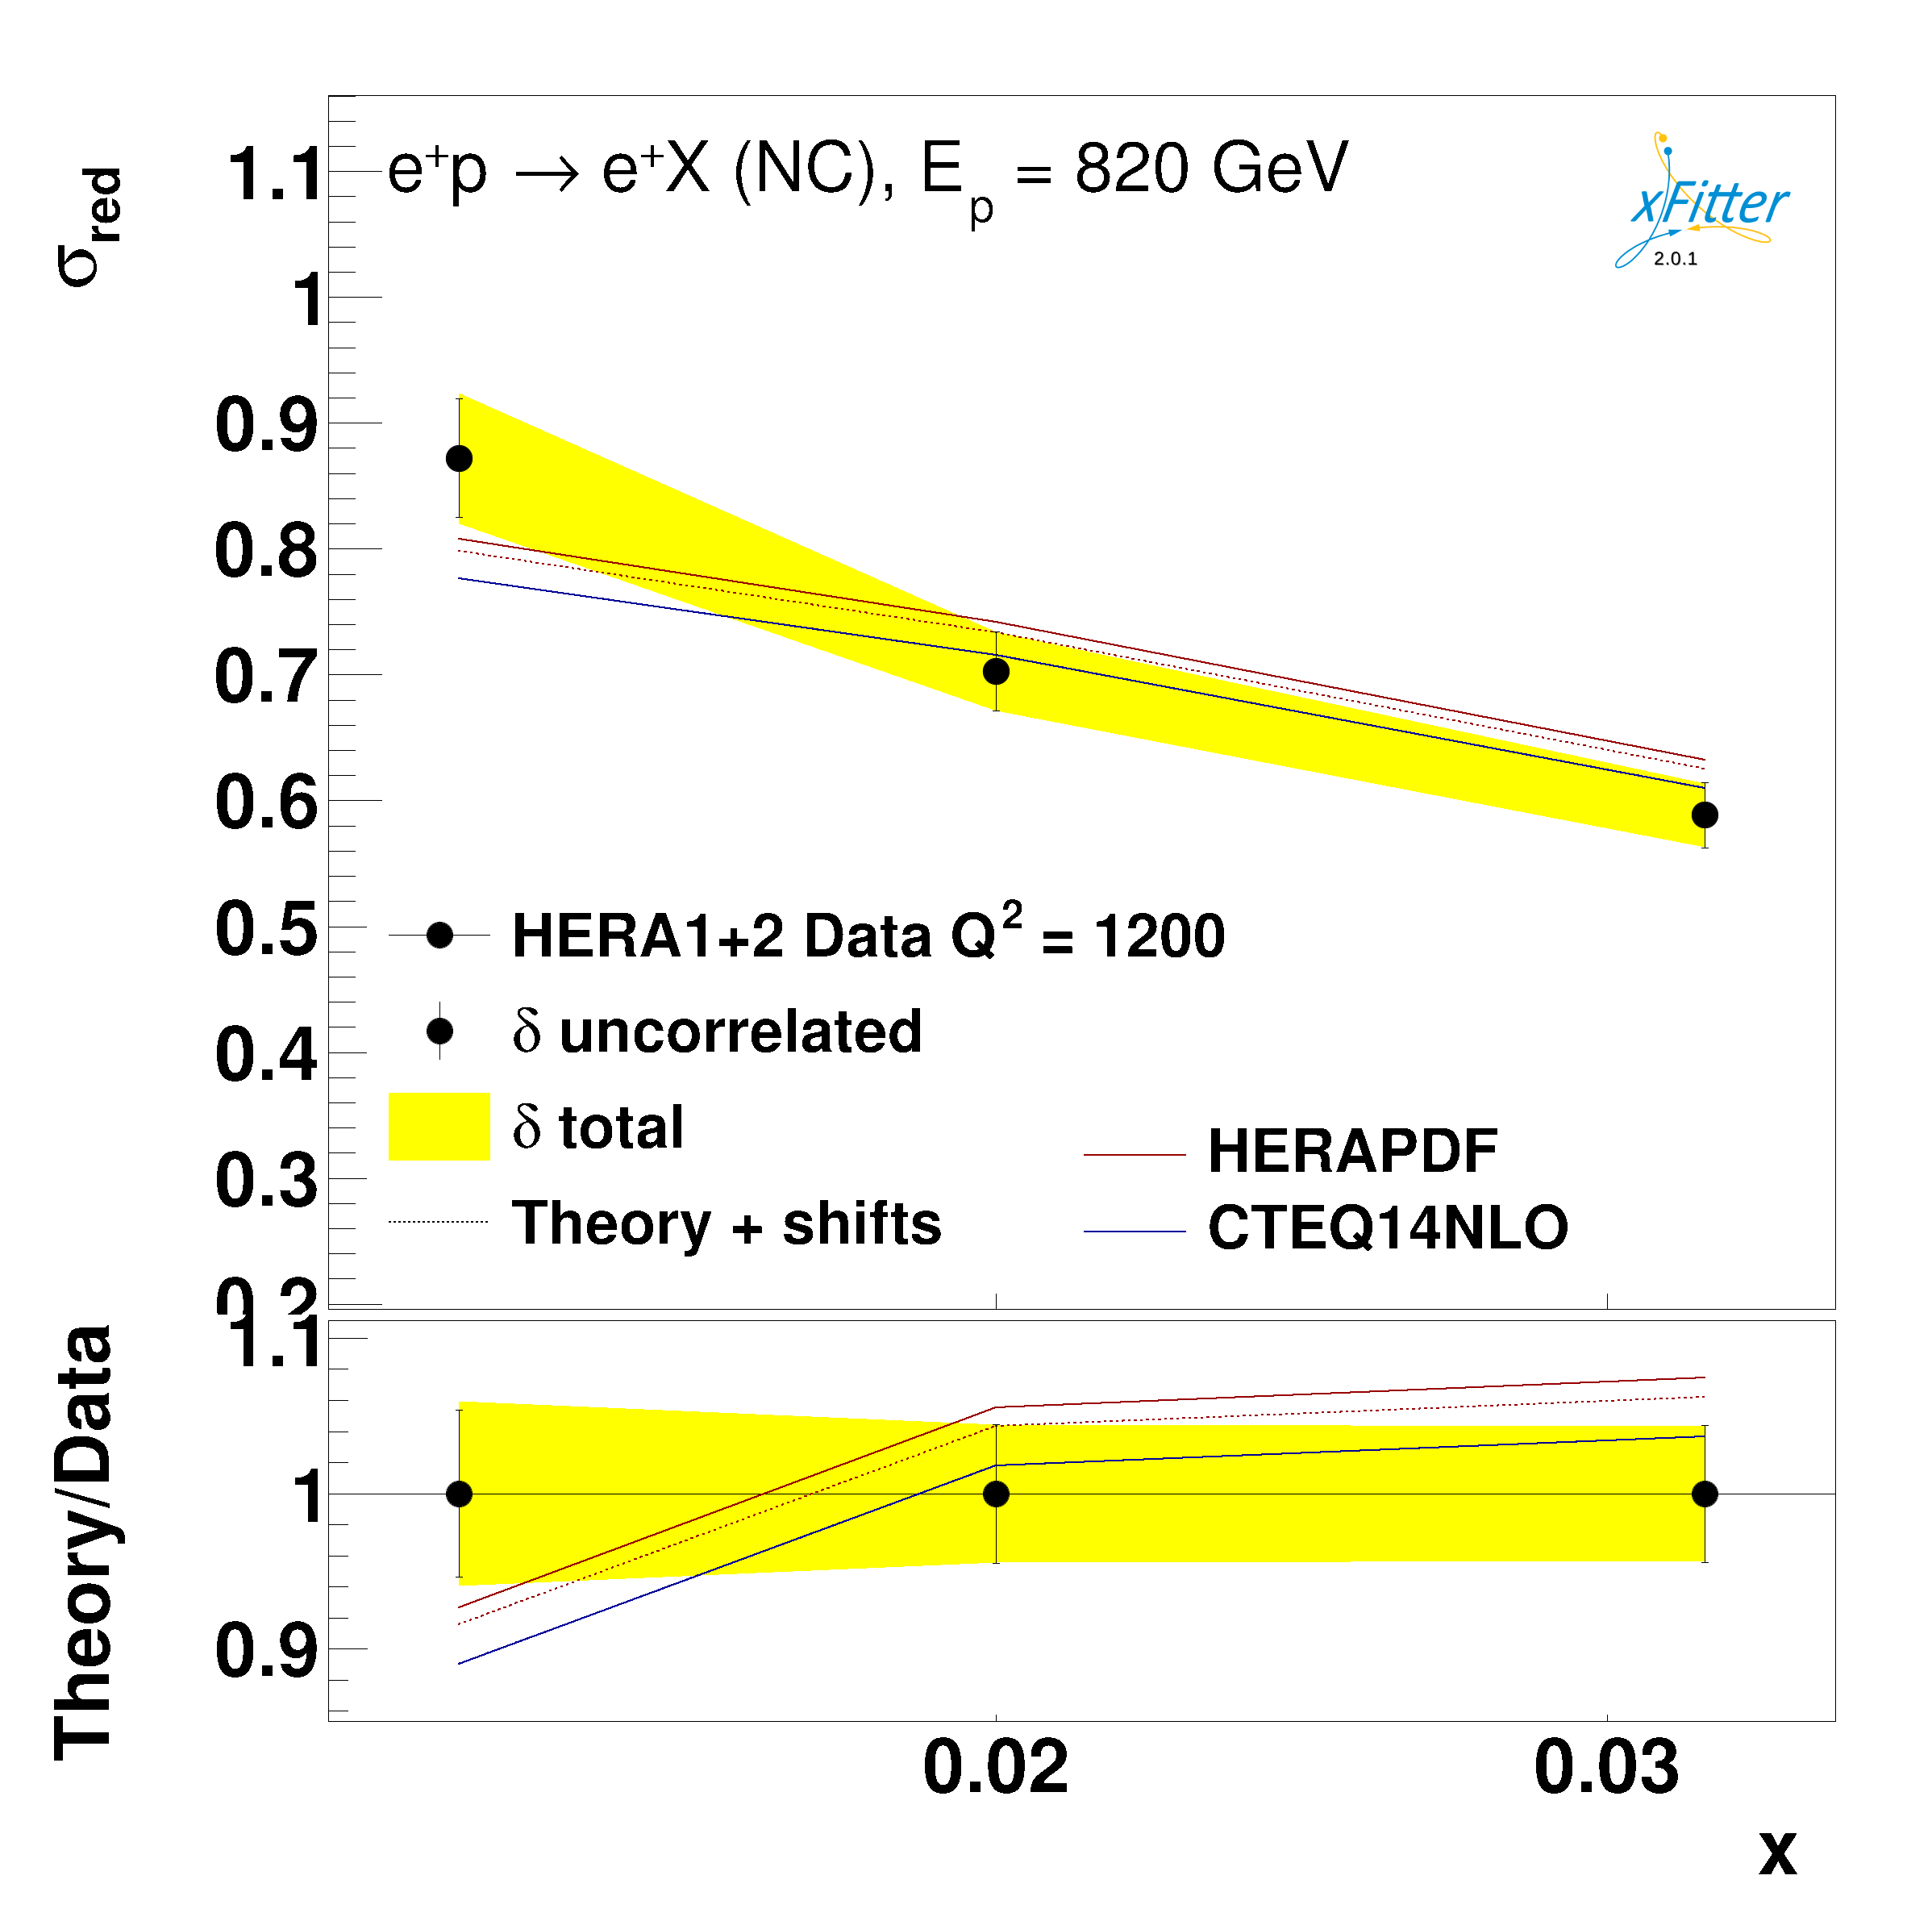 σred
e+p → e+X (NC), Ep = 820 GeV
xFitter
2.0.1
1.1
1
0.9
0.8
0.7
0.6
0.5
0.4
0.3
0.2
HERA1+2 Data Q2 = 1200
δ uncorrelated
δ total
Theory + shifts
HERAPDF
CTEQ14NLO
Theory/Data
1.1
1
0.9
0.02
0.03
x